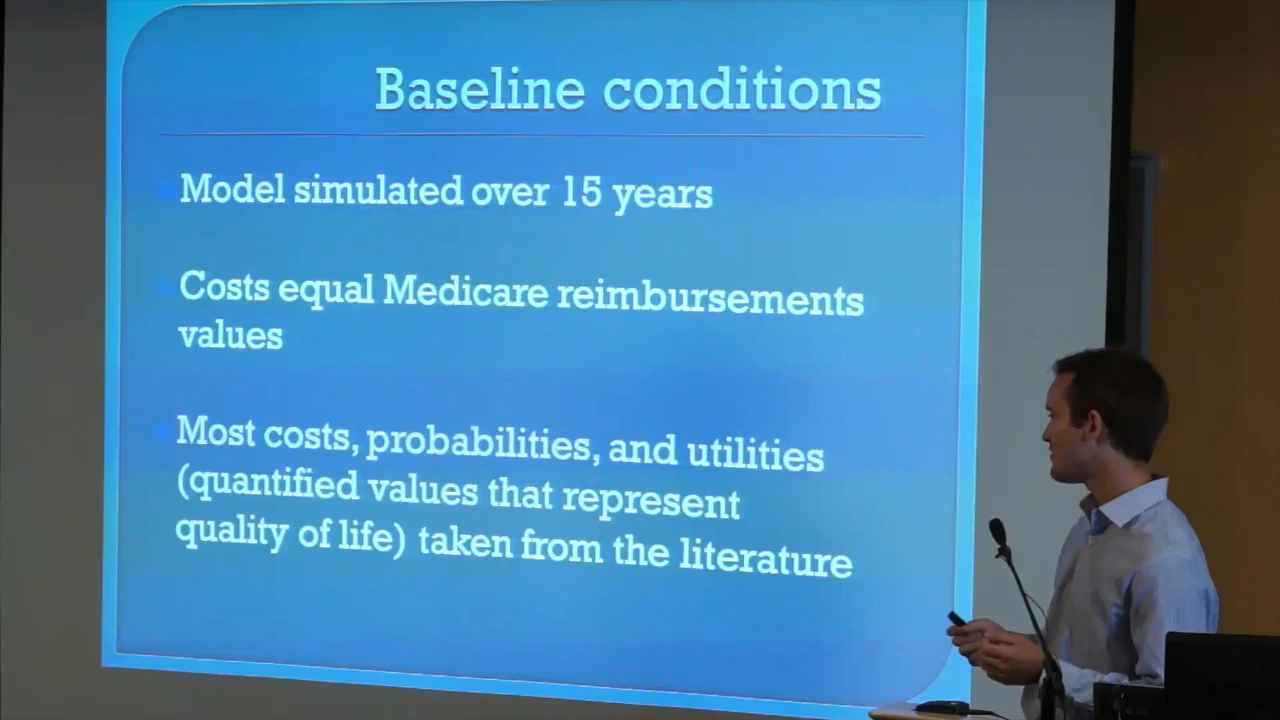 Baseline conditions
Model simulated over 15 years
Costs equal Medicare reimbursements
values
Most costs, probabilities, and utilities
(quantified values that represent
quality of life) taken from the literature